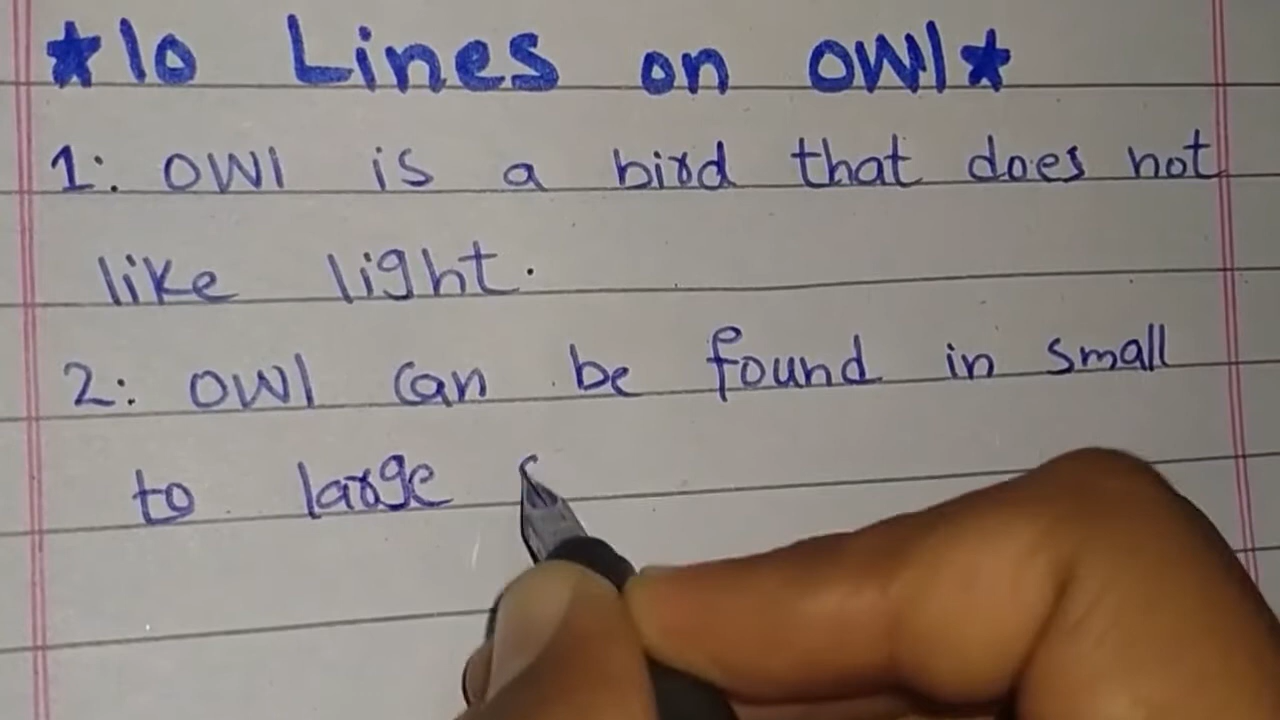 ★10 Lines on OWl★
1: OWl is a bird that does not
like light.
2: OWl can be found in small
to large